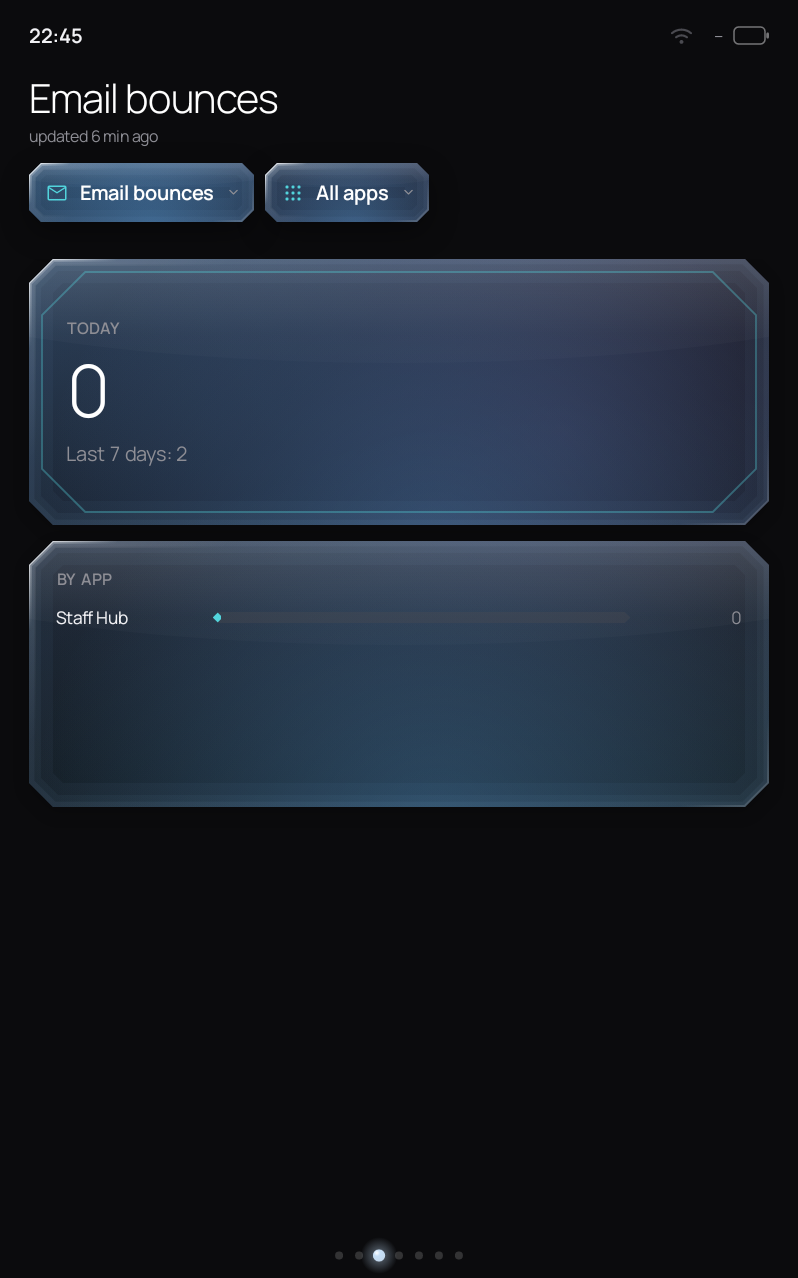 22:45
–
Email bounces
updated 6 min ago
Email bounces
All apps
TODAY
0
Last 7 days: 2
BY APP
Staff Hub 0